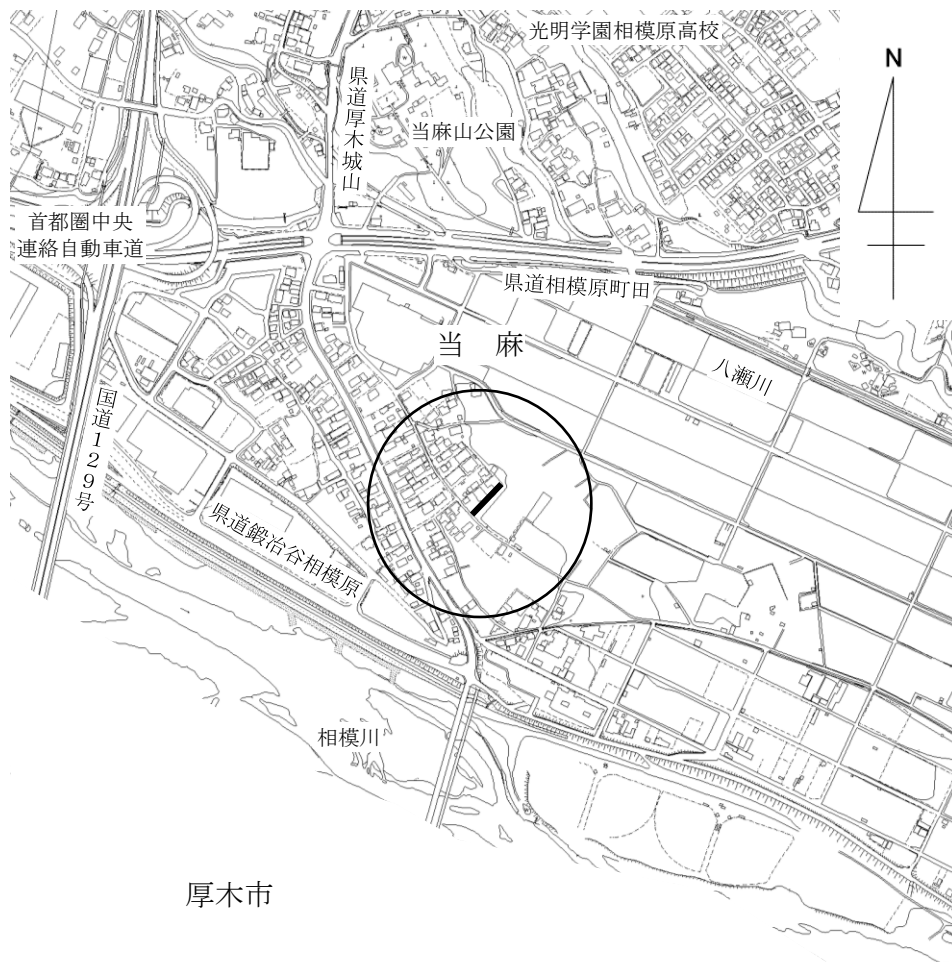 光明学園相模原高校
N
県道厚木城山
当麻山公園
首都圏中央
連絡自動車道
県道相模原町田
当 麻
八瀬川
国道129号
県道鍛冶谷相模原
相模川
厚木市